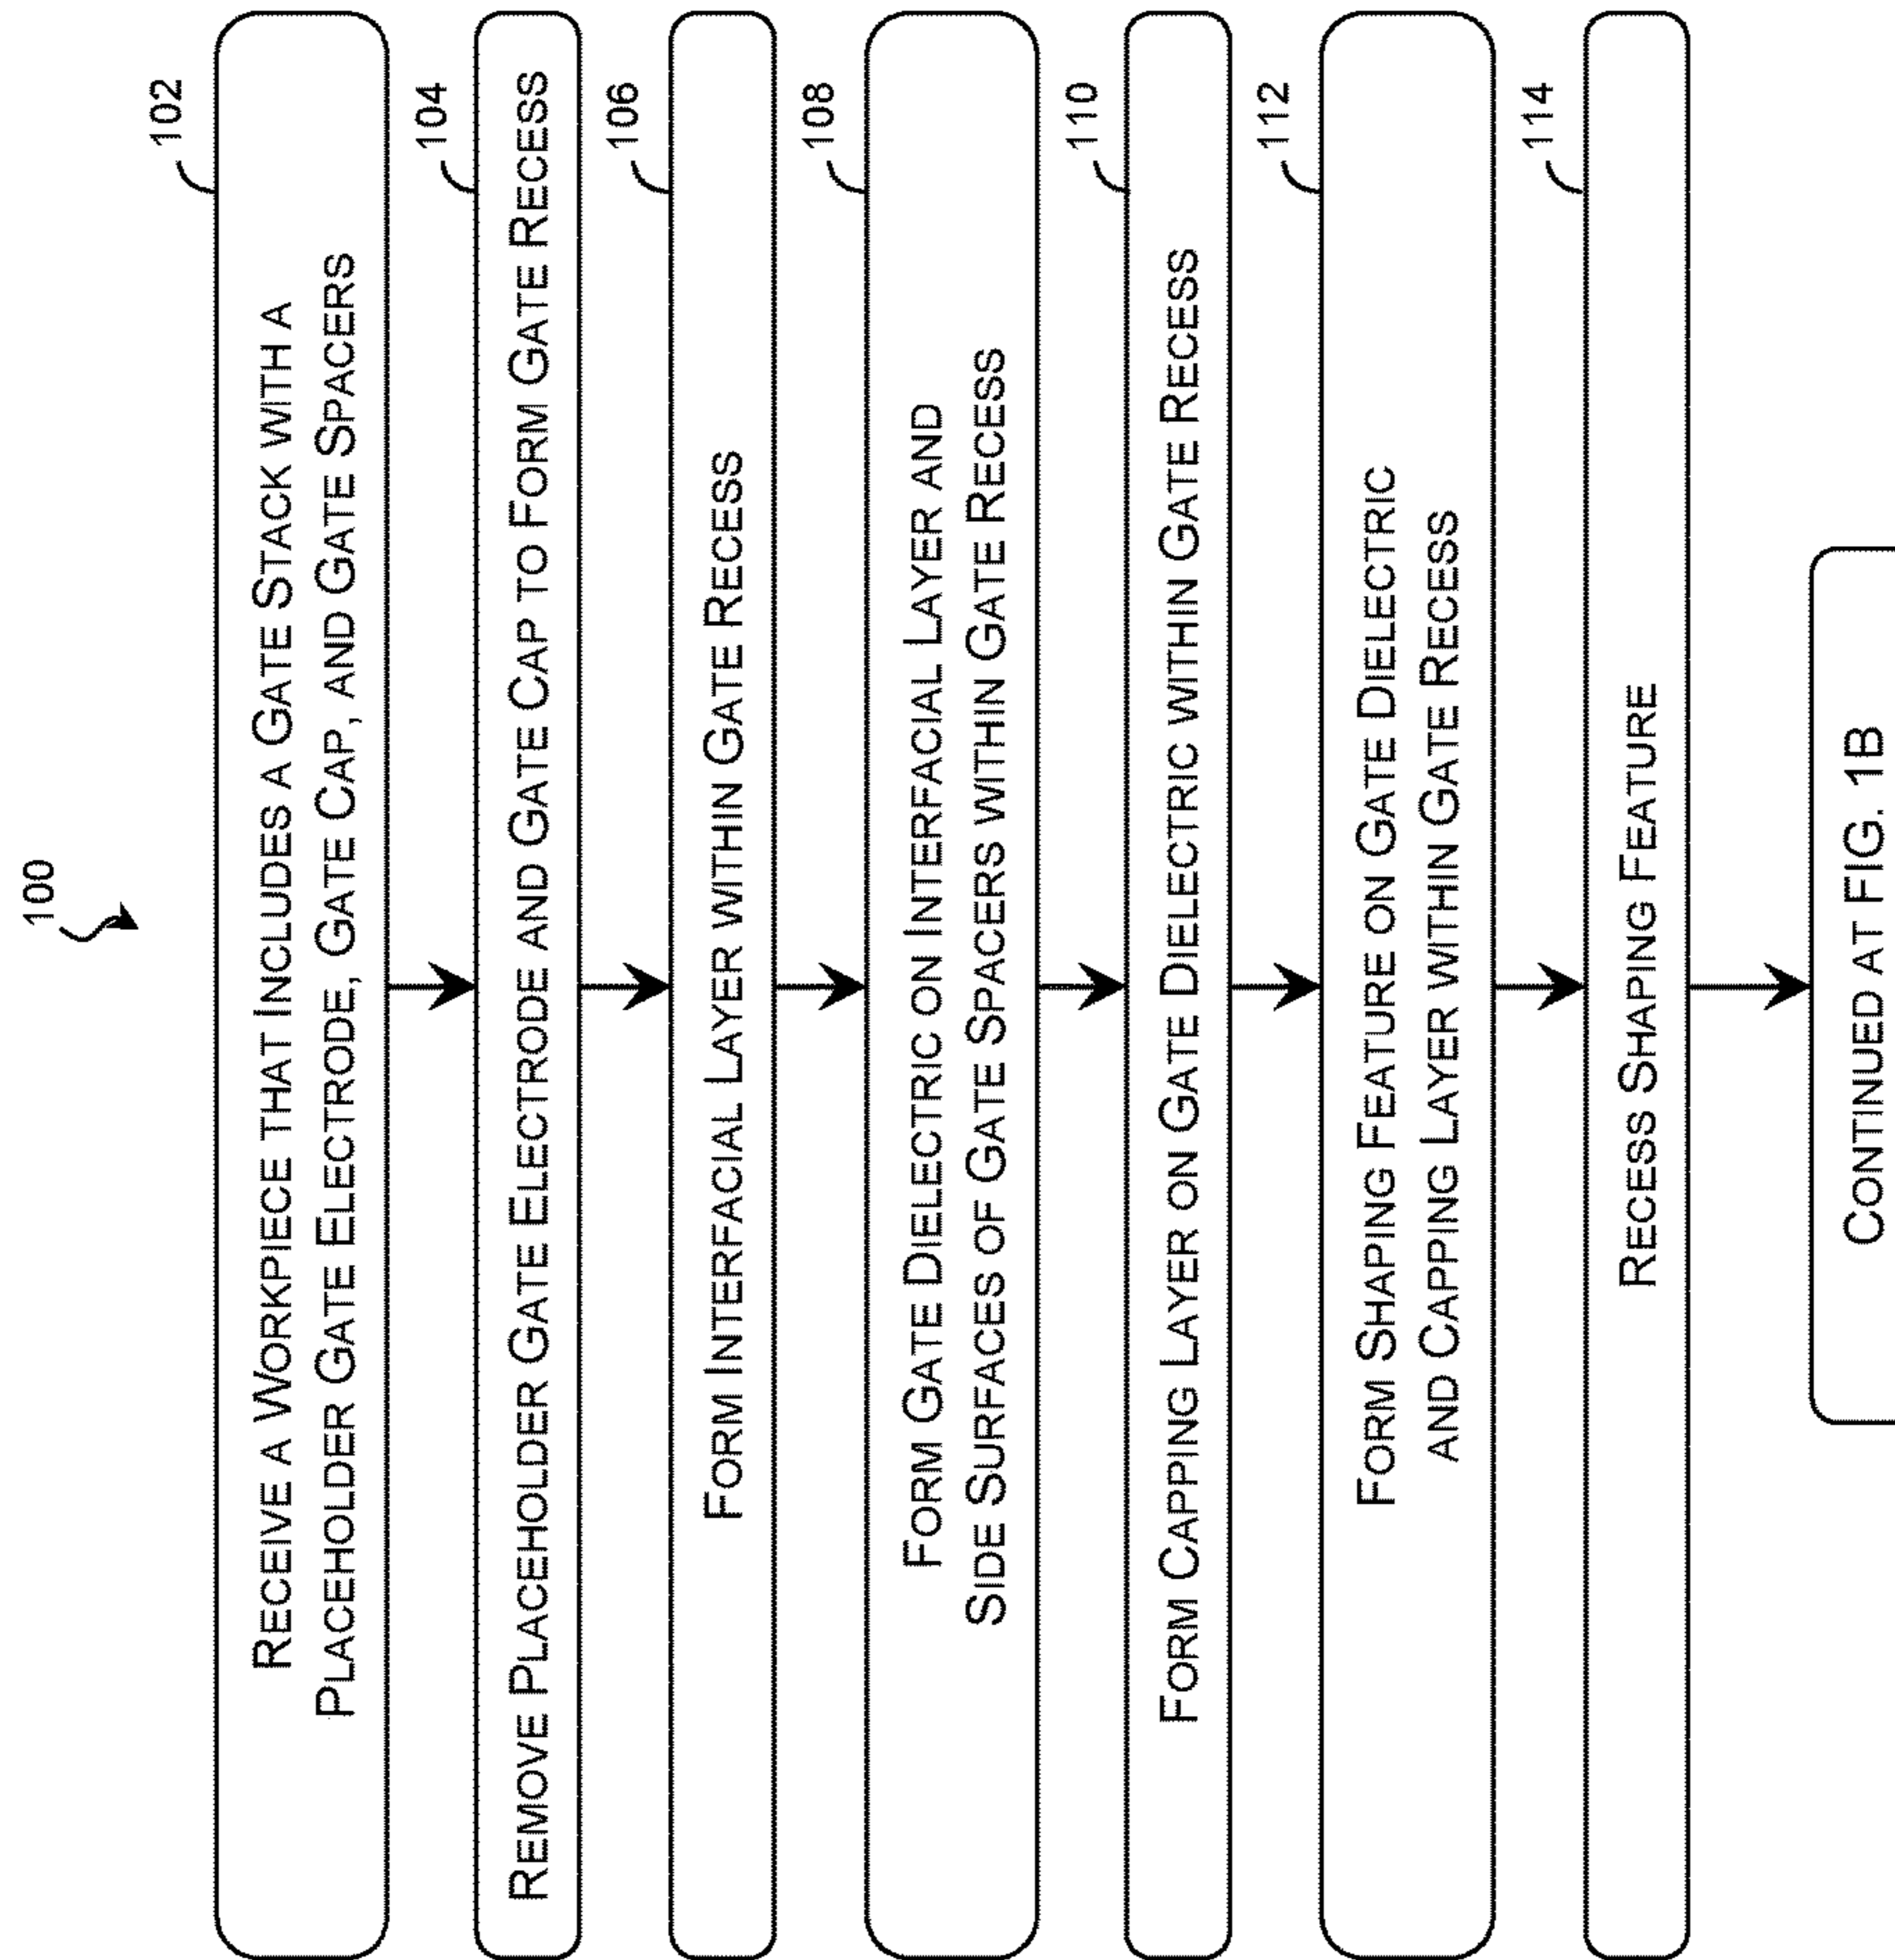 100
102
RECEIVE A WORKPIECE THAT INCLUDES A GATE STACK WITH A
PLACEHOLDER GATE ELECTRODE, GATE CAP, AND GATE SPACERS
104
REMOVE PLACEHOLDER GATE ELECTRODE AND GATE CAP TO FORM GATE RECESS
106
FORM INTERFACIAL LAYER WITHIN GATE RECESS
108
FORM GATE DIELECTRIC ON INTERFACIAL LAYER AND
SIDE SURFACES OF GATE SPACERS WITHIN GATE RECESS
110
FORM CAPPING LAYER ON GATE DIELECTRIC WITHIN GATE RECESS
112
FORM SHAPING FEATURE ON GATE DIELECTRIC
AND CAPPING LAYER WITHIN GATE RECESS
114
RECESS SHAPING FEATURE
CONTINUED AT FIG. 1B